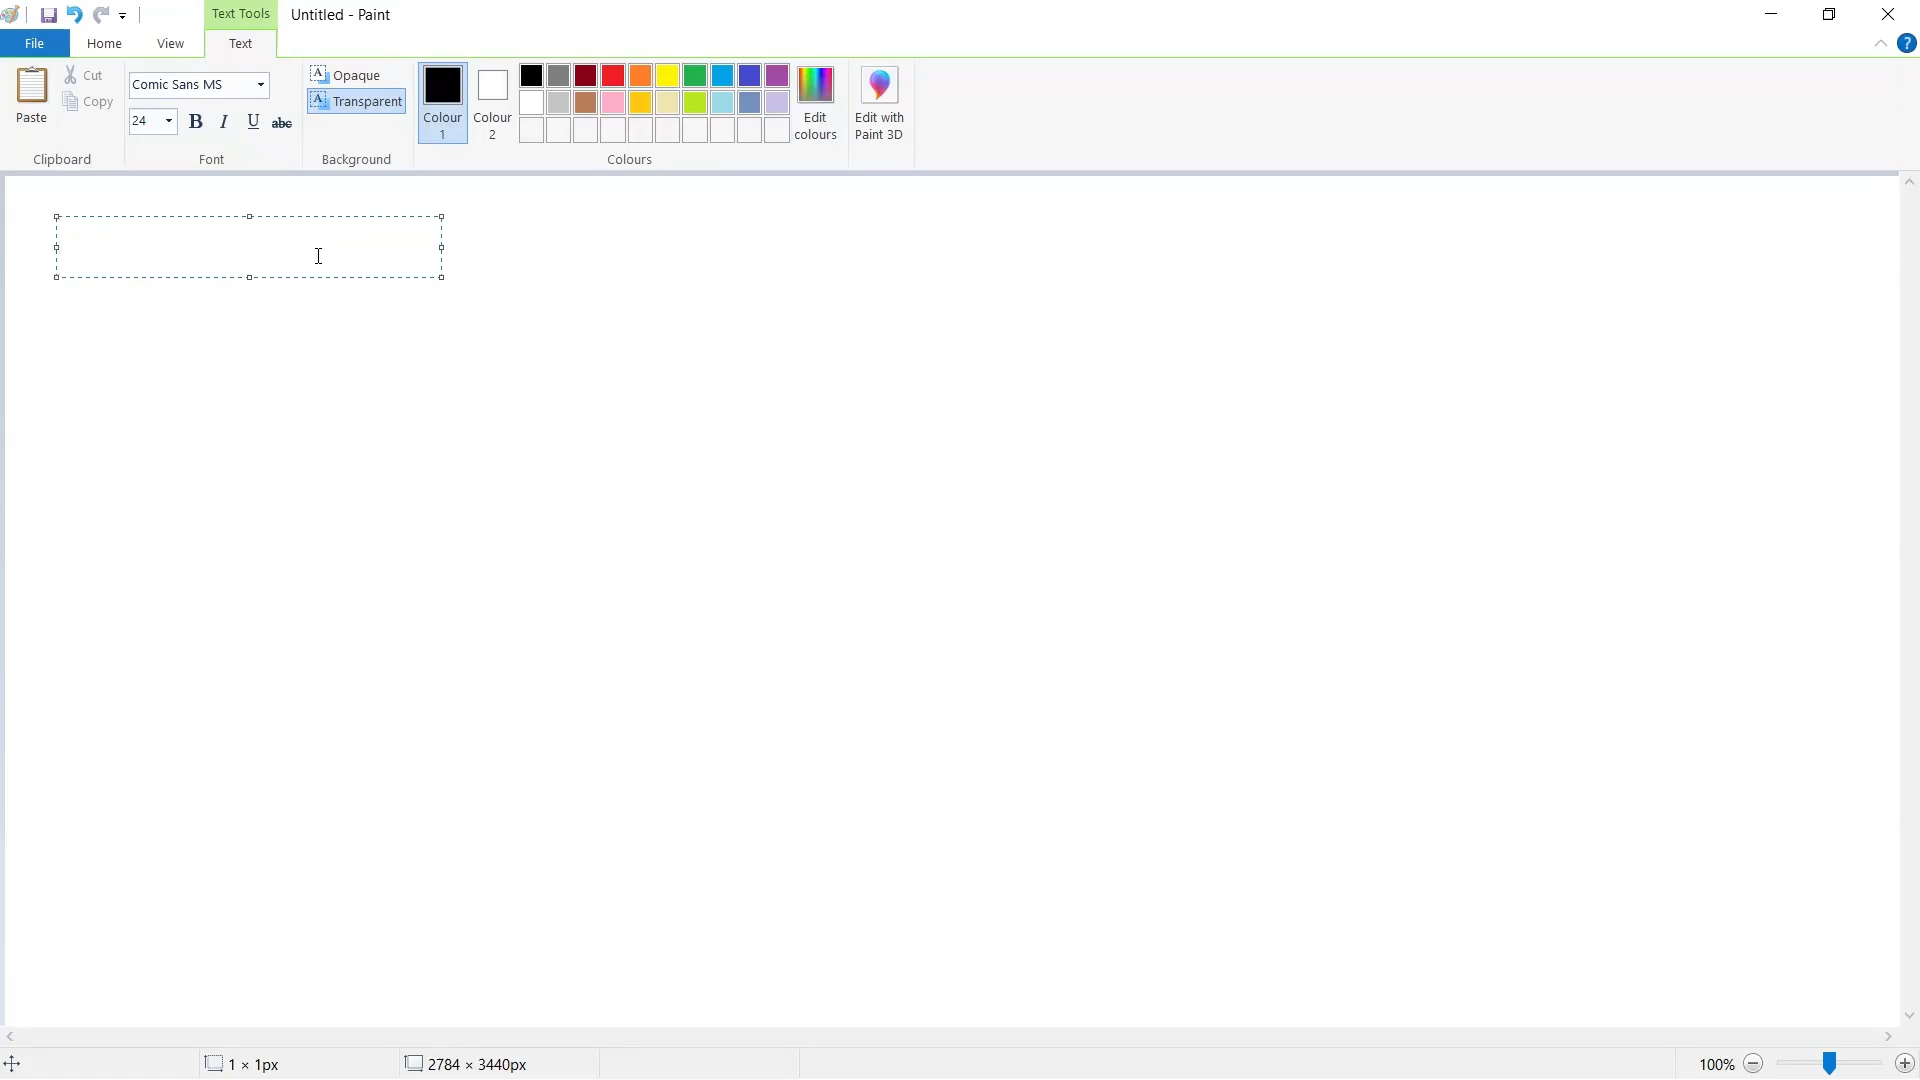 Text Tools Untitled - Paint
File Home View Text
Paste Cut Copy Clipboard
Comic Sans MS
24 B I U abc
Font
Opaque
Transparent
Background
Colour 1
Colour 2
Edit colours
Colours
Edit with Paint 3D
1 × 1px
2784 × 3440px
100%